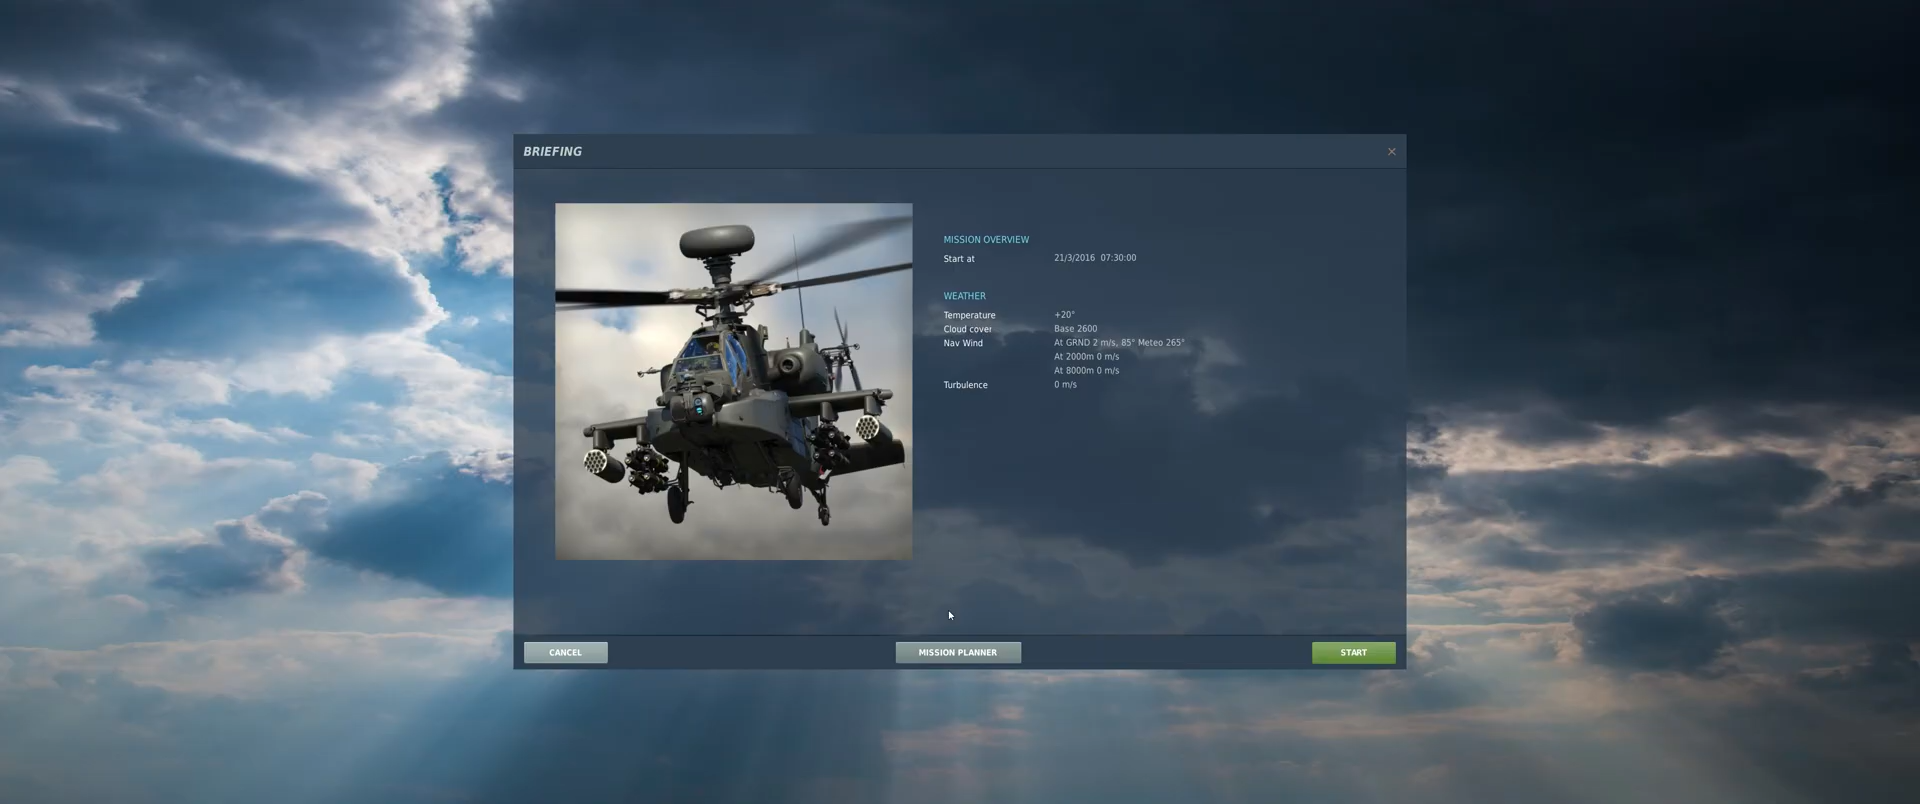 BRIEFING
MISSION OVERVIEW
Start at 21/3/2016 07:30:00
WEATHER
Temperature +20°
Cloud cover Base 2600
Nav Wind At GRND 2 m/s, 85° Meteo 265°
At 2000m 0 m/s
At 8000m 0 m/s
Turbulence 0 m/s
CANCEL MISSION PLANNER START